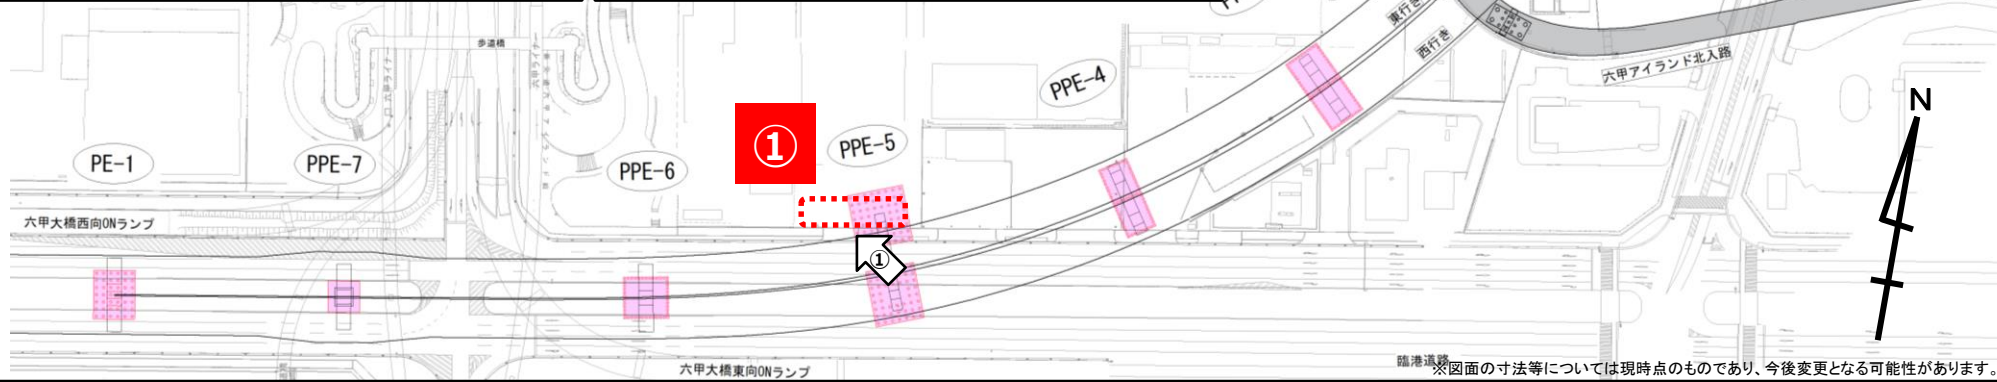 東行き
西行き
六甲アイランド北入路
歩道橋
PPE-4
N
①
PPE-5
PE-1
PPE-7
PPE-6
六甲大橋西向ONランプ
①
六甲大橋東向ONランプ
臨港道路
※図面の寸法等については現時点のものであり、今後変更となる可能性があります。